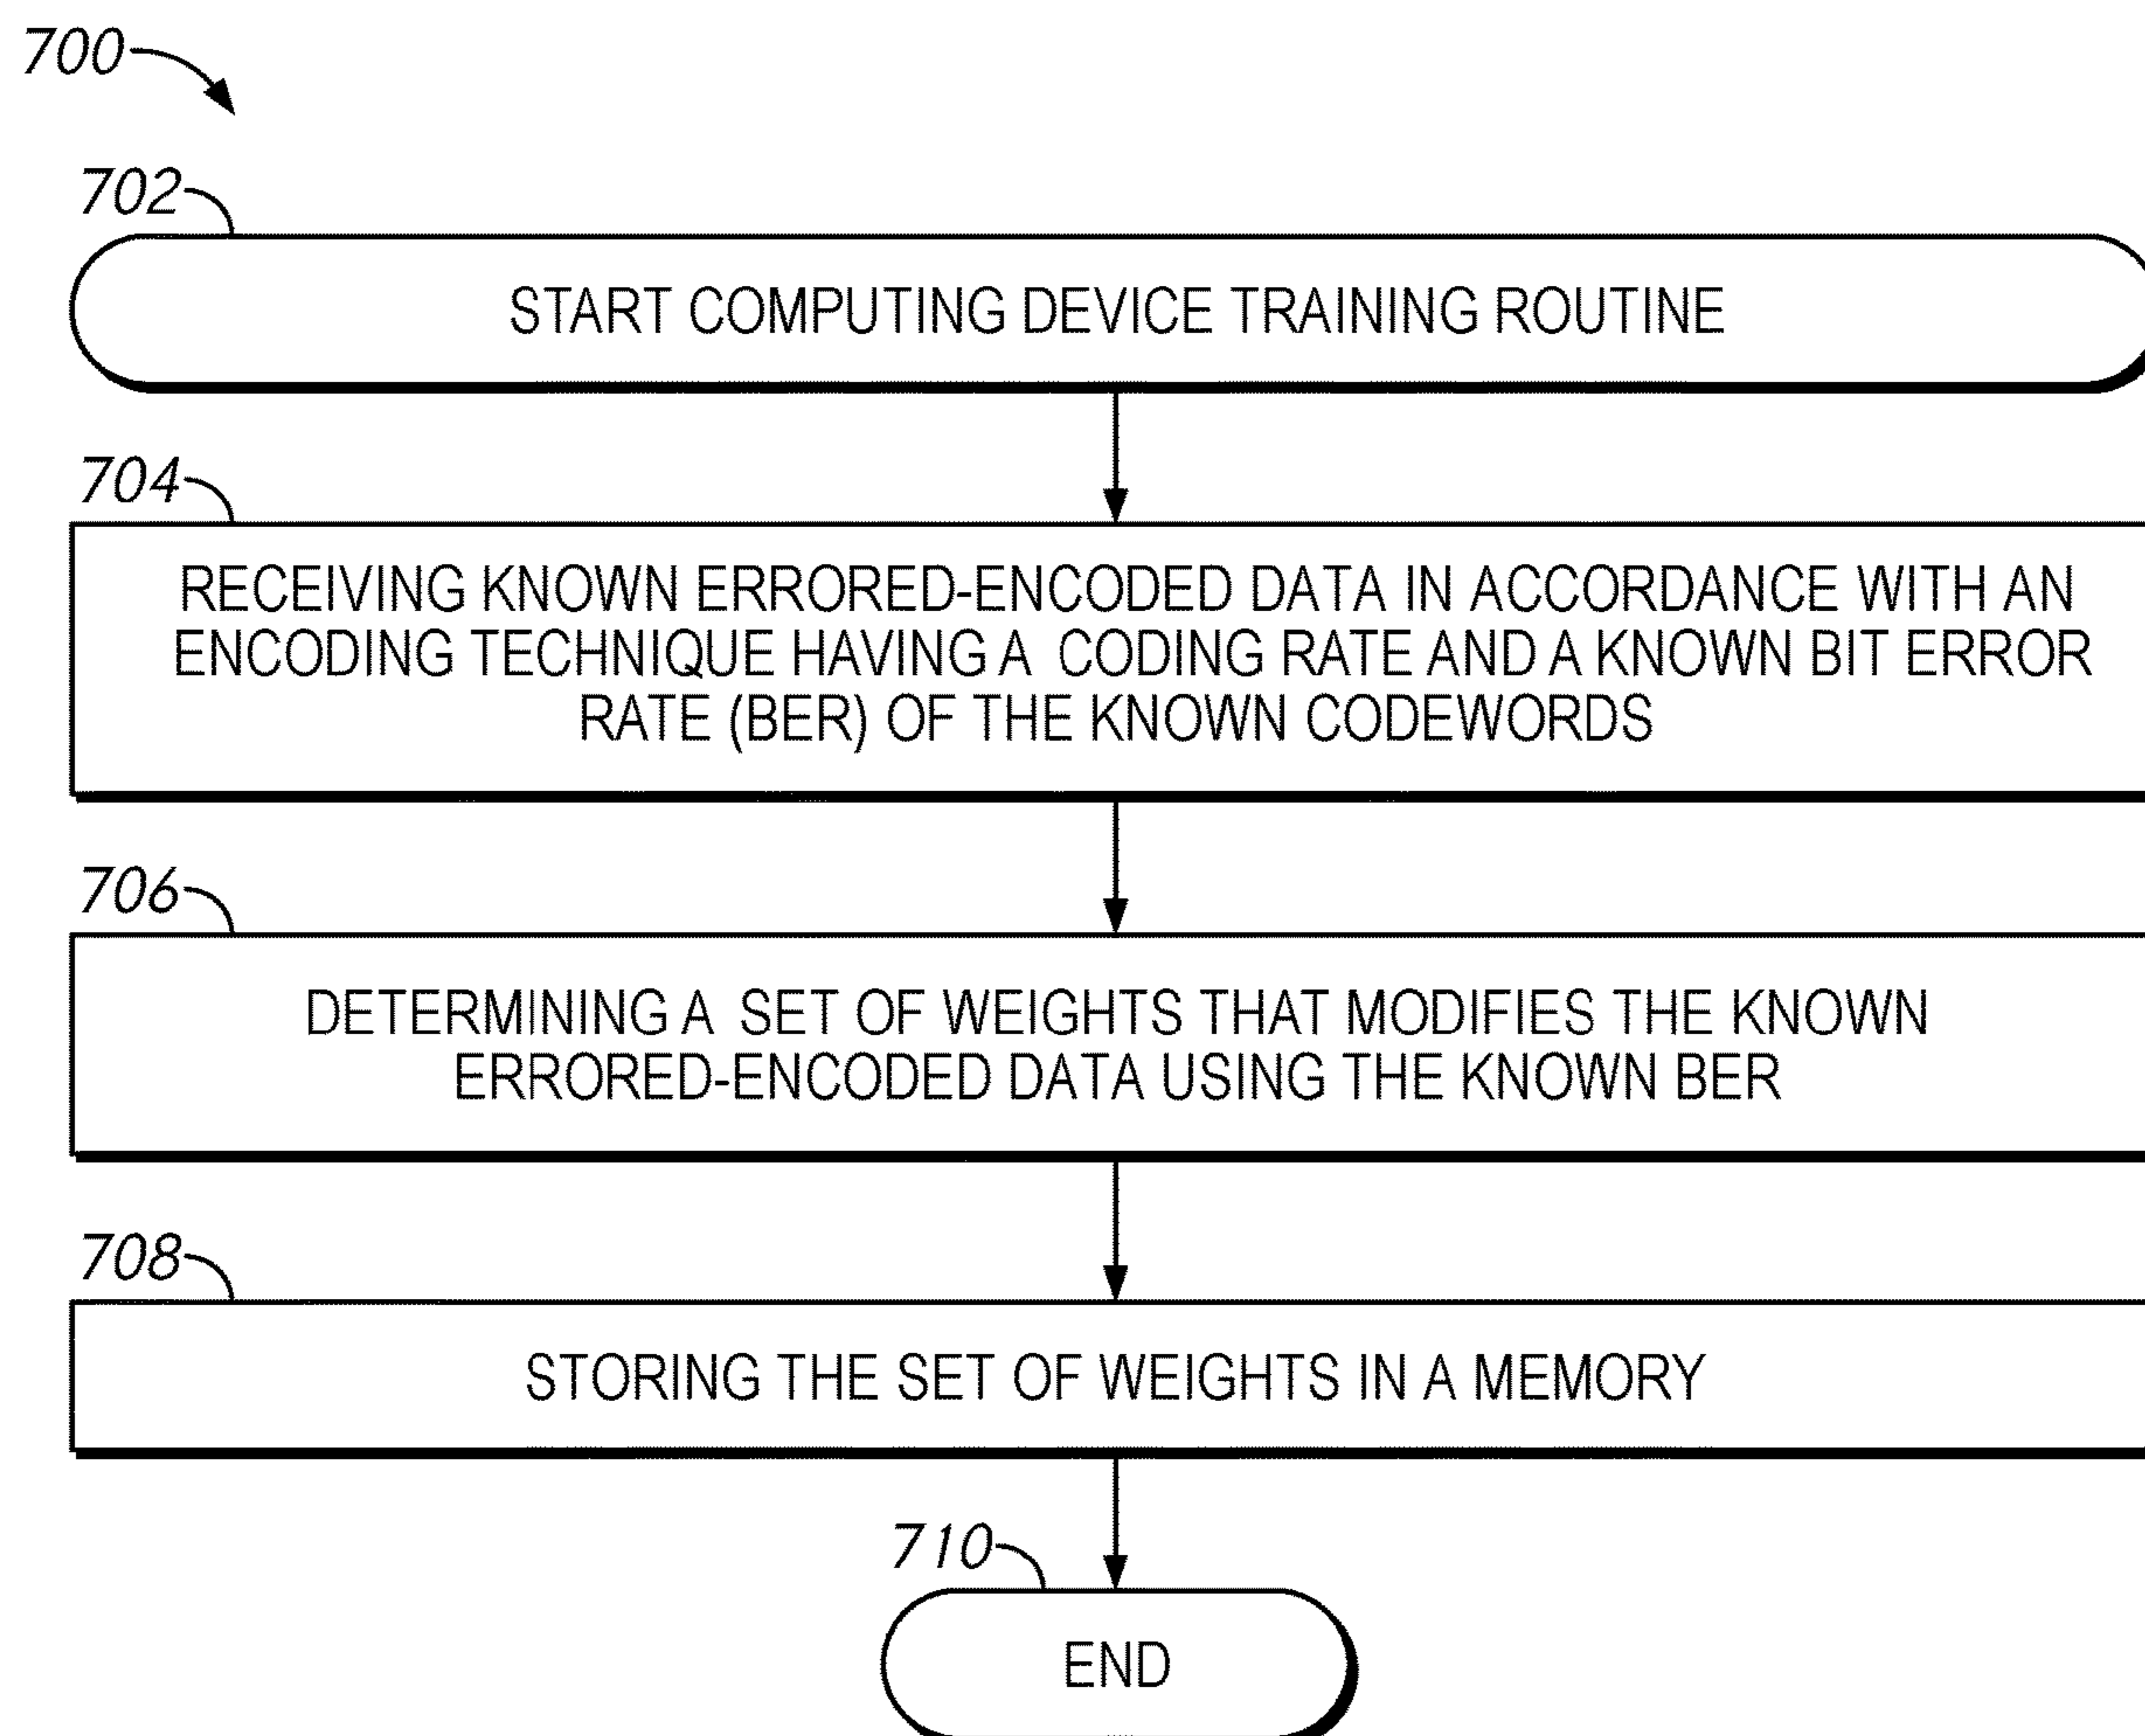 700
702
START COMPUTING DEVICE TRAINING ROUTINE
704
RECEIVING KNOWN ERRORED-ENCODED DATA IN ACCORDANCE WITH AN
ENCODING TECHNIQUE HAVING A CODING RATE AND A KNOWN BIT ERROR
RATE (BER) OF THE KNOWN CODEWORDS
706
DETERMINING A SET OF WEIGHTS THAT MODIFIES THE KNOWN
ERRORED-ENCODED DATA USING THE KNOWN BER
708
STORING THE SET OF WEIGHTS IN A MEMORY
710
END